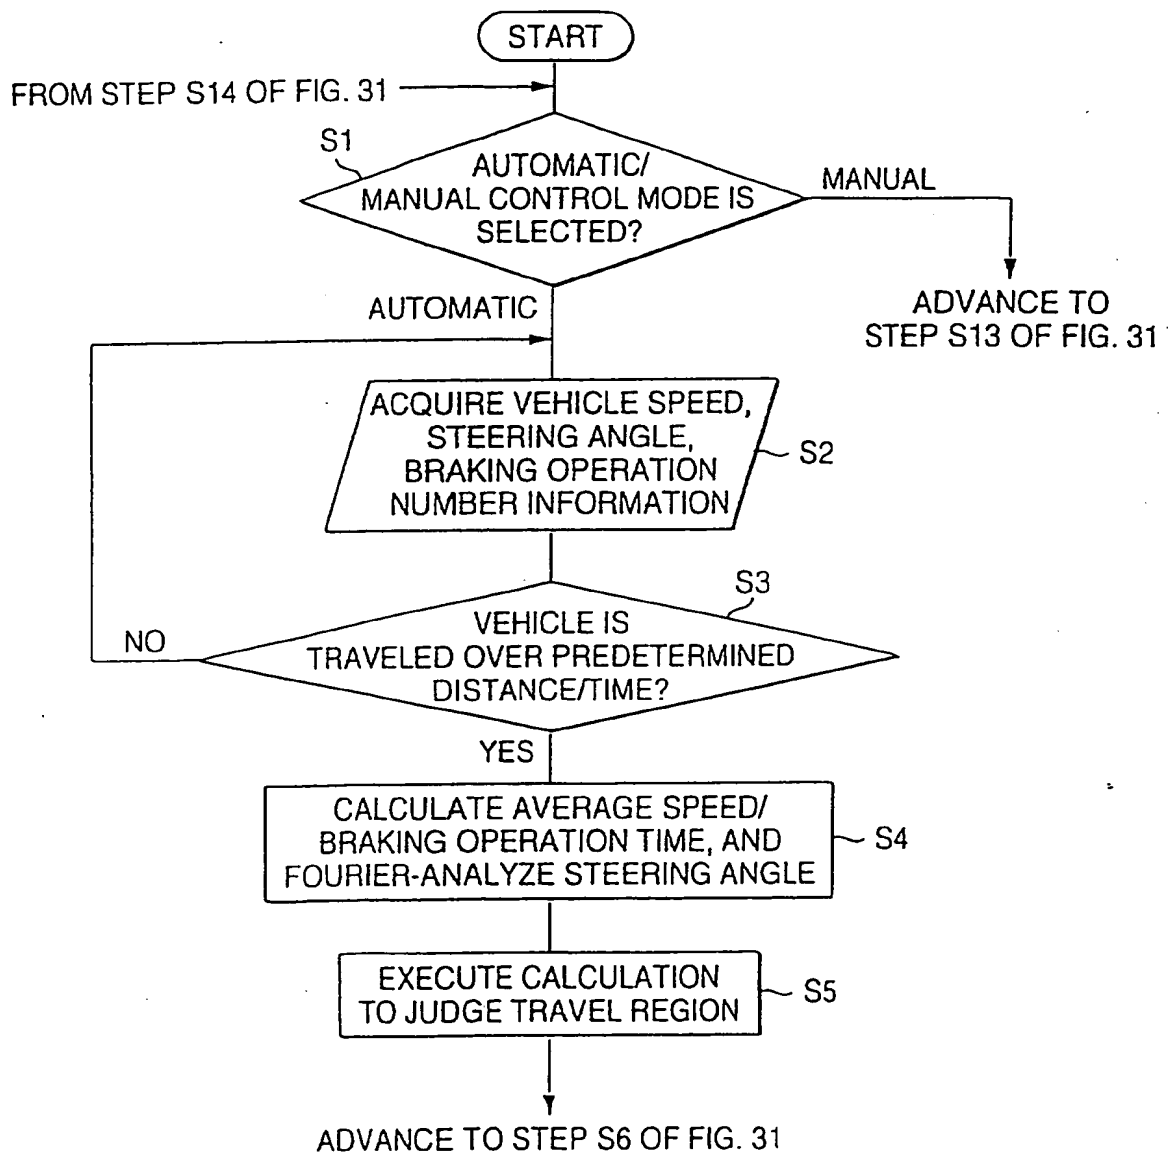 START
FROM STEP S14 OF FIG. 31
S1
AUTOMATIC/
MANUAL CONTROL MODE IS
SELECTED?
MANUAL
ADVANCE TO
STEP S13 OF FIG. 31
AUTOMATIC
ACQUIRE VEHICLE SPEED,
STEERING ANGLE,
BRAKING OPERATION
NUMBER INFORMATION
S2
S3
VEHICLE IS
TRAVELED OVER PREDETERMINED
DISTANCE/TIME?
NO
YES
CALCULATE AVERAGE SPEED/
BRAKING OPERATION TIME, AND
FOURIER-ANALYZE STEERING ANGLE
S4
EXECUTE CALCULATION
TO JUDGE TRAVEL REGION
S5
ADVANCE TO STEP S6 OF FIG. 31